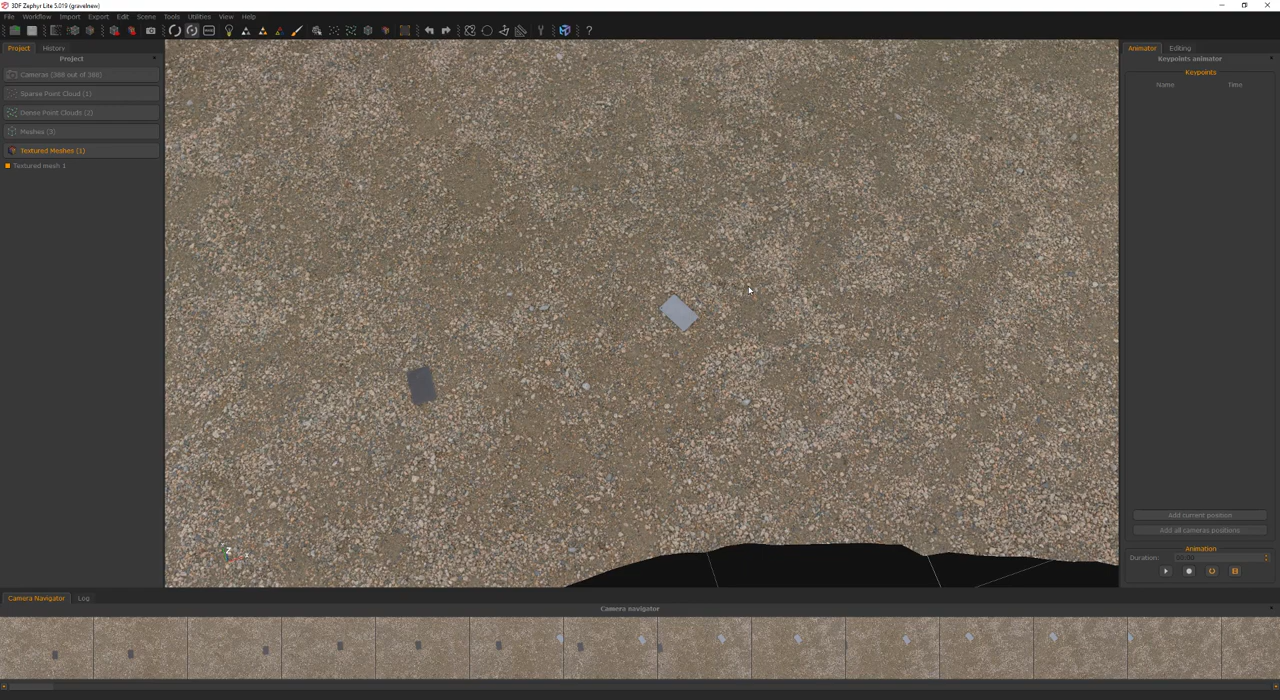 3DF Zephyr Lite 5.019 (gravelnew)
File Workflow Import Export Edit Scene Tools Utilities View Help
Project History
Project
Cameras (388 out of 388)
Sparse Point Cloud (1)
Dense Point Clouds (2)
Meshes (3)
Textured Meshes (1)
Textured mesh 1
Z
Animator Editing
Keypoints animator
Keypoints
Name Time
Add current position
Add all cameras positions
Animation
Duration:
Camera Navigator Log
Camera navigator